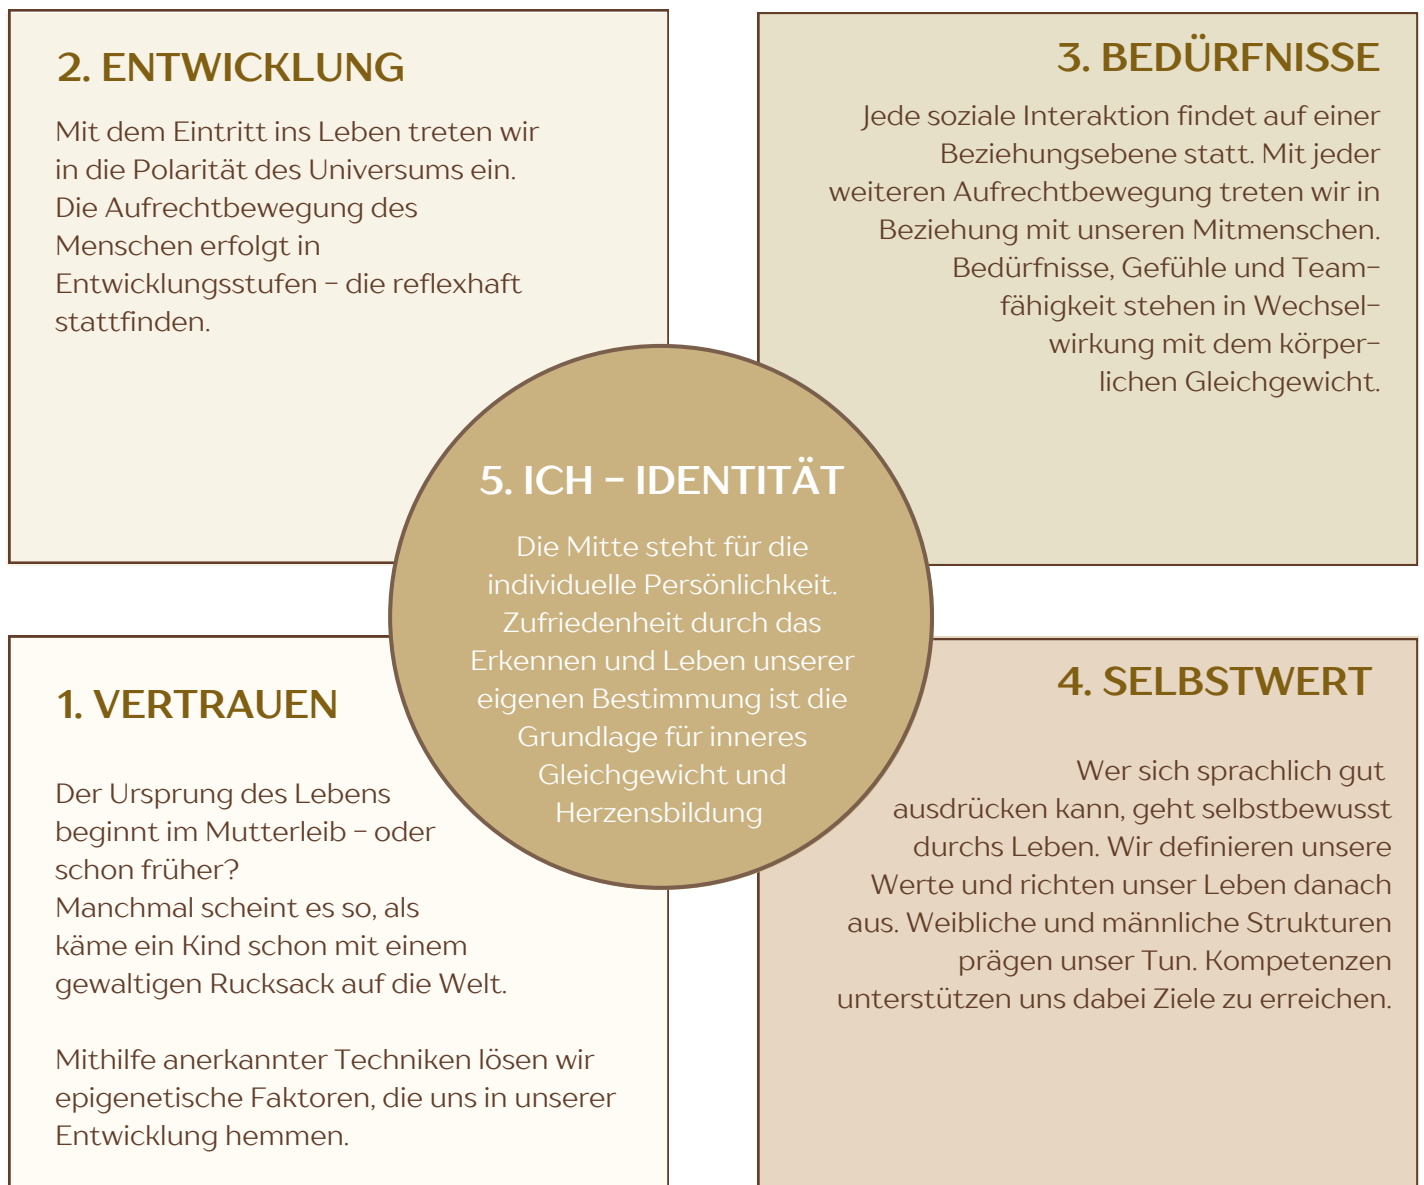 2. ENTWICKLUNG
Mit dem Eintritt ins Leben treten wir
in die Polarität des Universums ein.
Die Aufrechtbewegung des
Menschen erfolgt in
Entwicklungsstufen – die reflexhaft
stattfinden.
3. BEDÜRFNISSE
Jede soziale Interaktion findet auf einer
Beziehungsebene statt. Mit jeder
weiteren Aufrechtbewegung treten wir in
Beziehung mit unseren Mitmenschen.
Bedürfnisse, Gefühle und Team-
fähigkeit stehen in Wechsel-
wirkung mit dem körper-
lichen Gleichgewicht.
5. ICH – IDENTITÄT
Die Mitte steht für die
individuelle Persönlichkeit.
Zufriedenheit durch das
Erkennen und Leben unserer
eigenen Bestimmung ist die
Grundlage für inneres
Gleichgewicht und
Herzensbildung
1. VERTRAUEN
Der Ursprung des Lebens
beginnt im Mutterleib – oder
schon früher?
Manchmal scheint es so, als
käme ein Kind schon mit einem
gewaltigen Rucksack auf die Welt.
Mithilfe anerkannter Techniken lösen wir
epigenetische Faktoren, die uns in unserer
Entwicklung hemmen.
4. SELBSTWERT
Wer sich sprachlich gut
ausdrücken kann, geht selbstbewusst
durchs Leben. Wir definieren unsere
Werte und richten unser Leben danach
aus. Weibliche und männliche Strukturen
prägen unser Tun. Kompetenzen
unterstützen uns dabei Ziele zu erreichen.